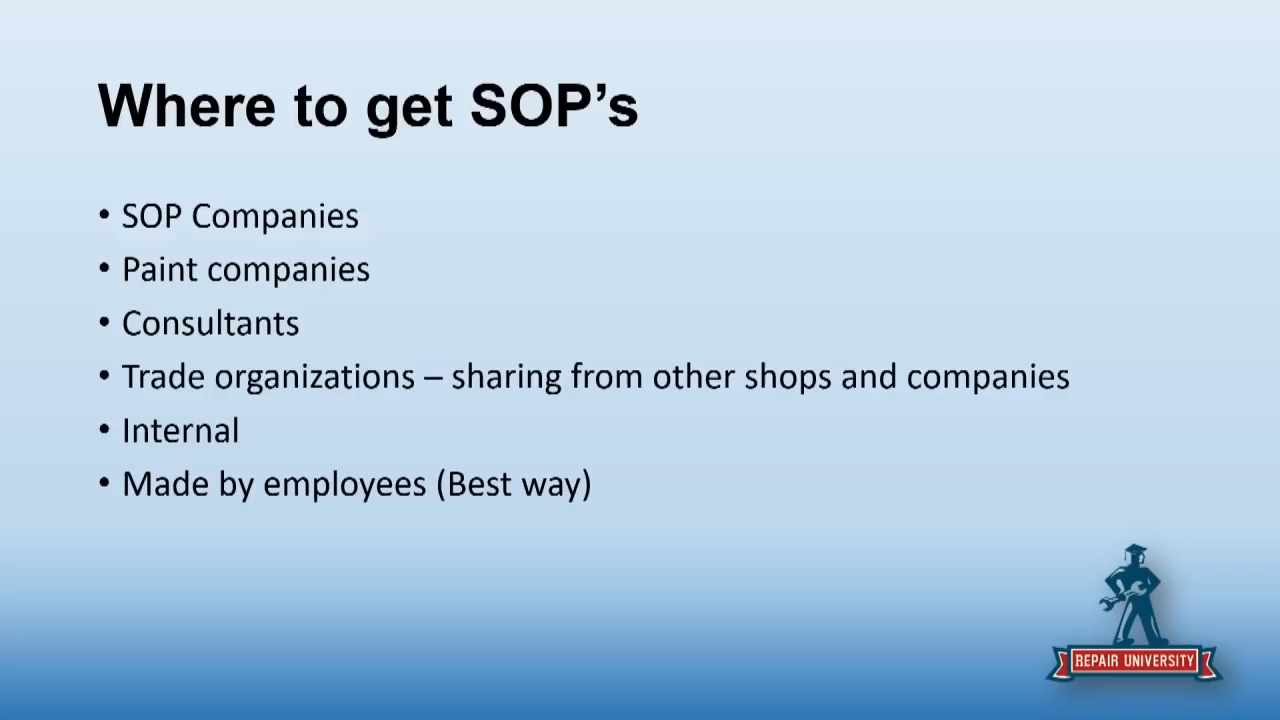 Where to get SOP’s
• SOP Companies
• Paint companies
• Consultants
• Trade organizations – sharing from other shops and companies
• Internal
• Made by employees (Best way)
REPAIR UNIVERSITY